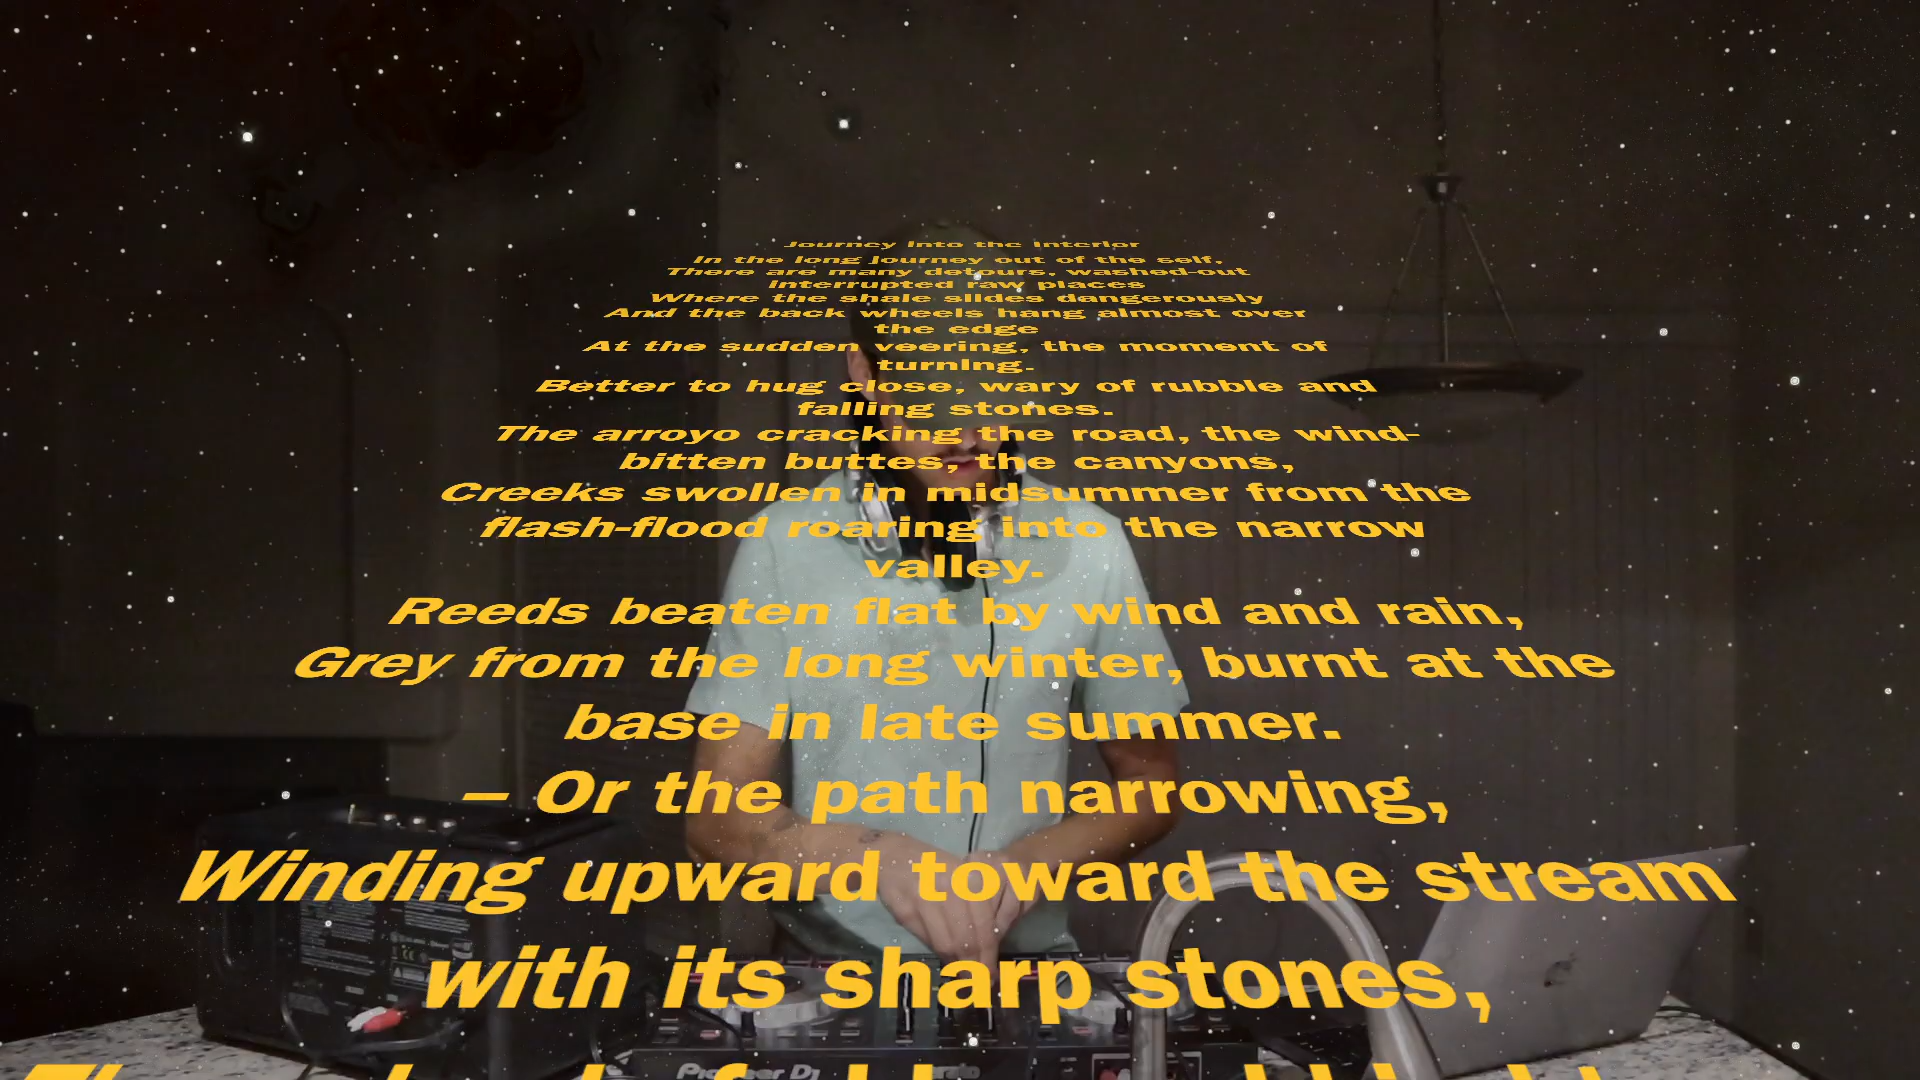 Journey Into the Interior
In the long journey out of the self,
There are many detours, washed-out
interrupted raw places
Where the shale slides dangerously
And the back wheels hang almost over
the edge
At the sudden veering, the moment of
turning.
Better to hug close, wary of rubble and
falling stones.
The arroyo cracking the road, the wind-
bitten buttes, the canyons,
Creeks swollen in midsummer from the
flash-flood roaring into the narrow
valley.
Reeds beaten flat by wind and rain,
Grey from the long winter, burnt at the
base in late summer.
– Or the path narrowing,
Winding upward toward the stream
with its sharp stones,
Pioneer DJ
serato